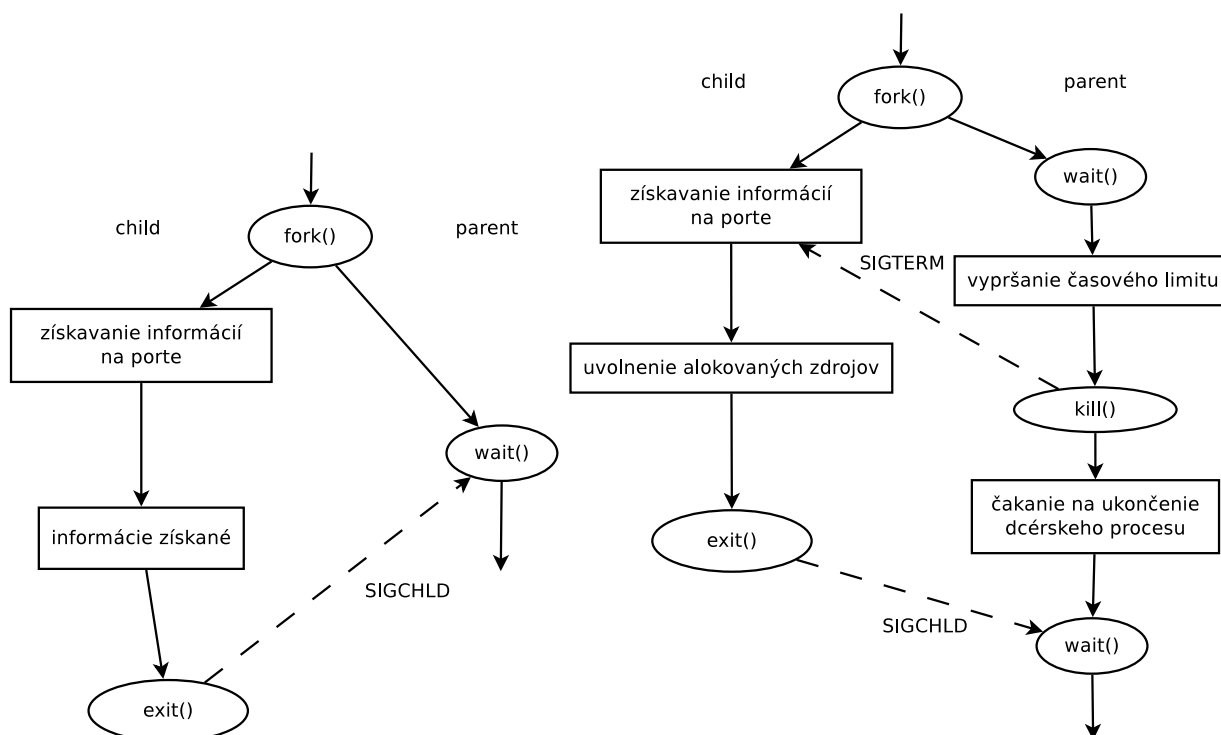 child
fork()
parent
získavanie informácií
na porte
wait()
informácie získané
SIGCHLD
exit()
child
fork()
parent
získavanie informácií
na porte
wait()
SIGTERM
vypršanie časového limitu
uvolnenie alokovaných zdrojov
kill()
čakanie na ukončenie
dcérskeho procesu
exit()
SIGCHLD
wait()